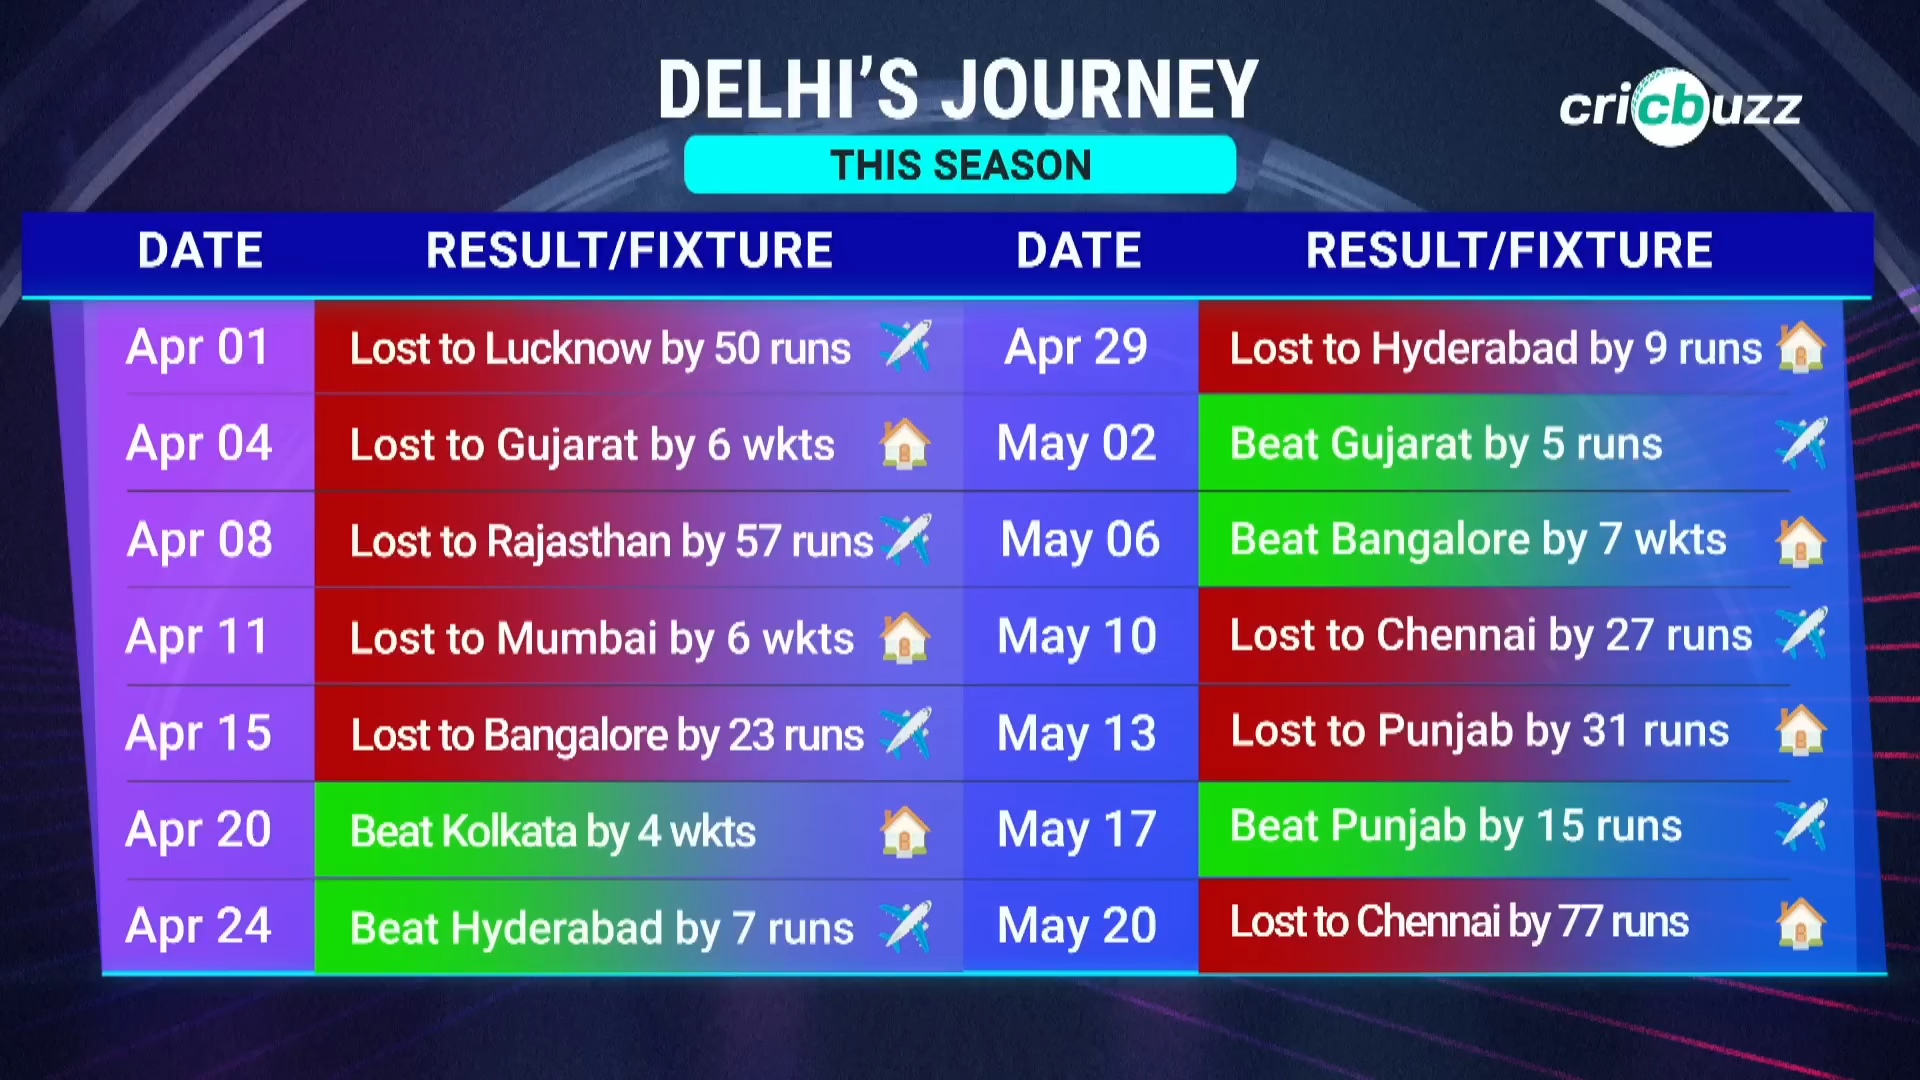 DELHI'S JOURNEY
cricbuzz
THIS SEASON
DATE RESULT/FIXTURE DATE RESULT/FIXTURE
Apr 01 Lost to Lucknow by 50 runs Apr 29 Lost to Hyderabad by 9 runs
Apr 04 Lost to Gujarat by 6 wkts May 02 Beat Gujarat by 5 runs
Apr 08 Lost to Rajasthan by 57 runs May 06 Beat Bangalore by 7 wkts
Apr 11 Lost to Mumbai by 6 wkts May 10 Lost to Chennai by 27 runs
Apr 15 Lost to Bangalore by 23 runs May 13 Lost to Punjab by 31 runs
Apr 20 Beat Kolkata by 4 wkts May 17 Beat Punjab by 15 runs
Apr 24 Beat Hyderabad by 7 runs May 20 Lost to Chennai by 77 runs